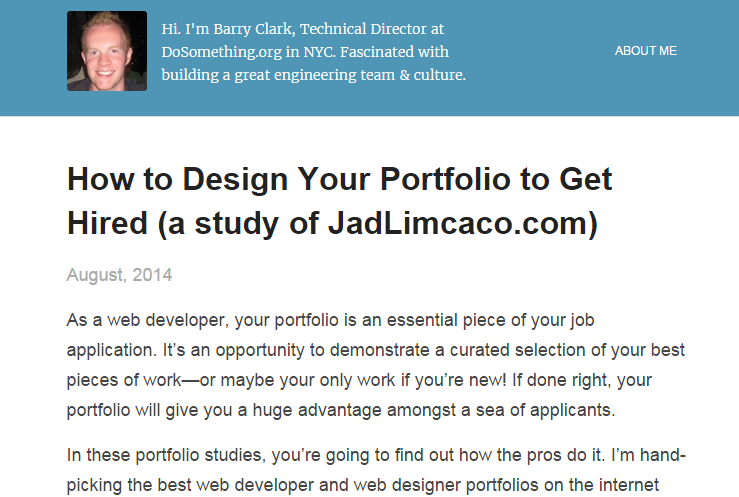 Hi. I'm Barry Clark, Technical Director at
DoSomething.org in NYC. Fascinated with
building a great engineering team & culture.
ABOUT ME
How to Design Your Portfolio to Get
Hired (a study of JadLimcaco.com)
August, 2014
As a web developer, your portfolio is an essential piece of your job
application. It’s an opportunity to demonstrate a curated selection of your best
pieces of work—or maybe your only work if you’re new! If done right, your
portfolio will give you a huge advantage amongst a sea of applicants.
In these portfolio studies, you’re going to find out how the pros do it. I’m hand-
picking the best web developer and web designer portfolios on the internet